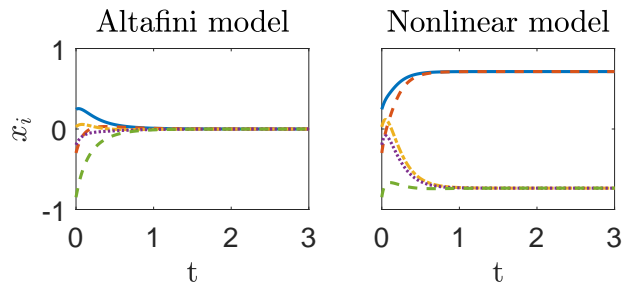 Altafini model
Nonlinear model
1
0
-1
x_i
0 1 2 3
0 1 2 3
t
t